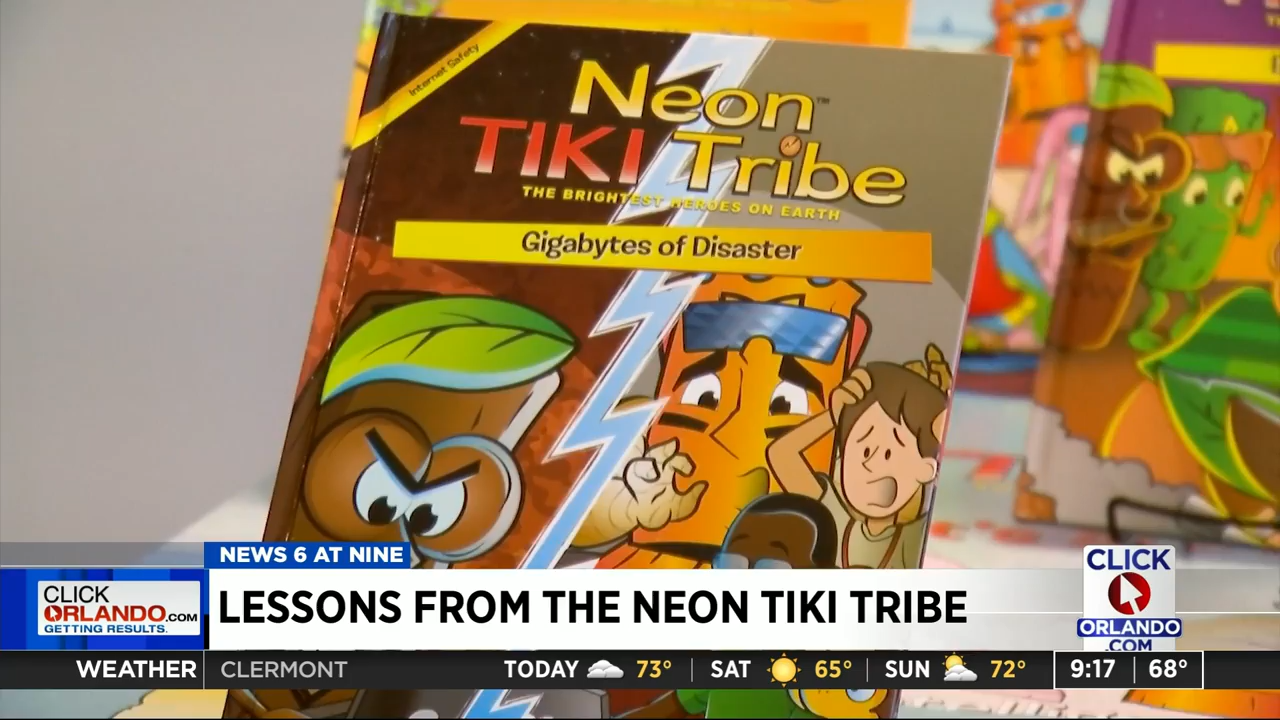 Internet Safety
Neon™
TIKI Tribe
THE BRIGHTEST HEROES ON EARTH
Gigabytes of Disaster
NEWS 6 AT NINE
CLICK
ORLANDO.COM
GETTING RESULTS.
LESSONS FROM THE NEON TIKI TRIBE
CLICK
ORLANDO
.COM
WEATHER CLERMONT TODAY 73° SAT 65° SUN 72° 9:17 68°